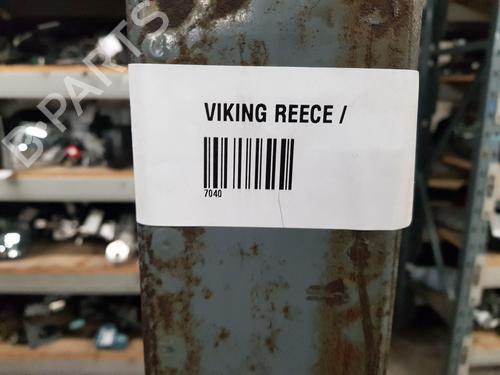 B PARTS
VIKING REECE /
7040